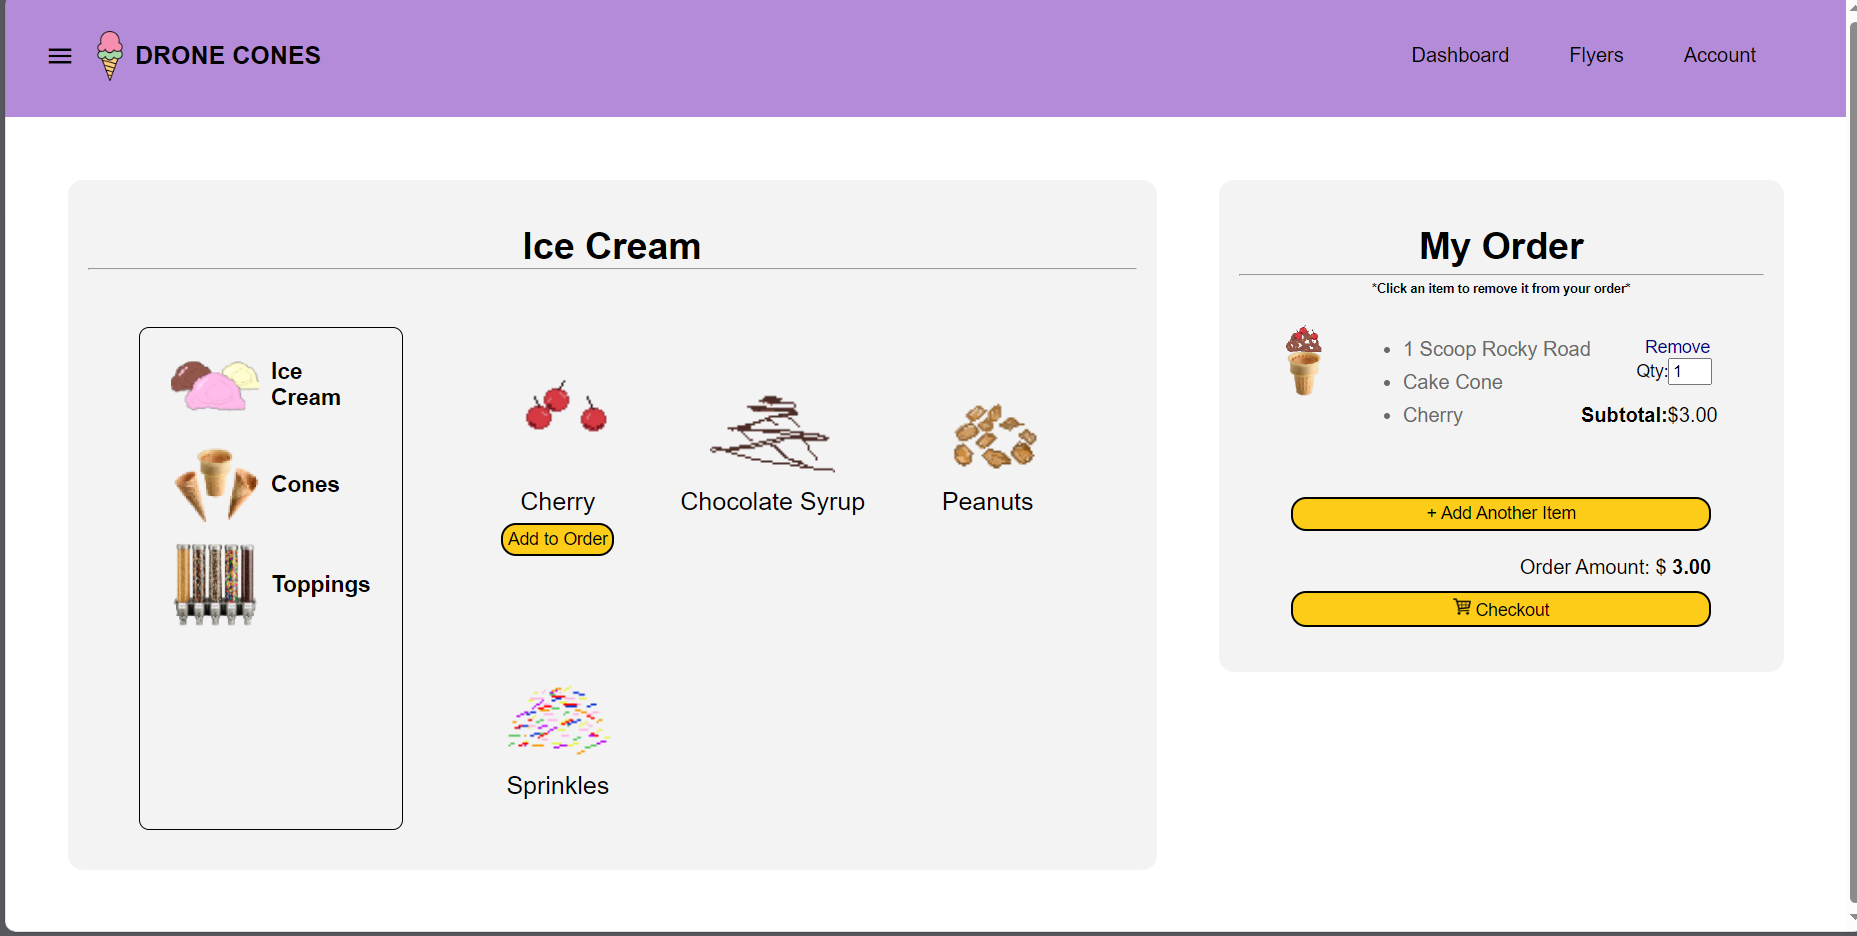 DRONE CONES
Dashboard
Flyers
Account
Ice Cream
Ice
Cream
Cones
Toppings
Cherry
Add to Order
Chocolate Syrup
Peanuts
Sprinkles
My Order
*Click an item to remove it from your order*
1 Scoop Rocky Road
Cake Cone
Cherry
Remove
Qty:1
Subtotal:$3.00
+ Add Another Item
Order Amount: $ 3.00
Checkout